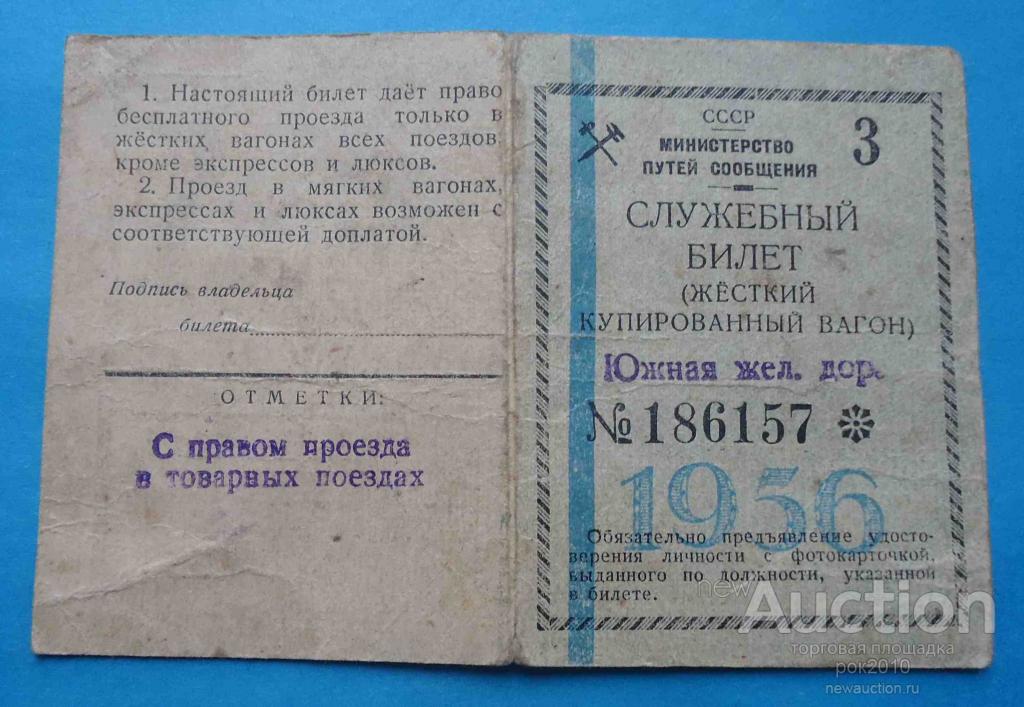 1. Настоящий билет даёт право
бесплатного проезда только в
жёстких вагонах всех поездов,
кроме экспрессов и люксов.
2. Проезд в мягких вагонах,
экспрессах и люксах возможен с
соответствующей доплатой.
Подпись владельца
билета
ОТМЕТКИ:
С правом проезда
в товарных поездах
СССР
МИНИСТЕРСТВО
ПУТЕЙ СООБЩЕНИЯ
3
СЛУЖЕБНЫЙ
БИЛЕТ
(ЖЁСТКИЙ
КУПИРОВАННЫЙ ВАГОН)
Южная жел. дор.
№ 186157
1956
Обязательно предъявление удосто-
верения личности с фотокарточкой,
выданного по должности, указанной
в билете.
newAuction
торговая площадка
рок2010
newauction.ru